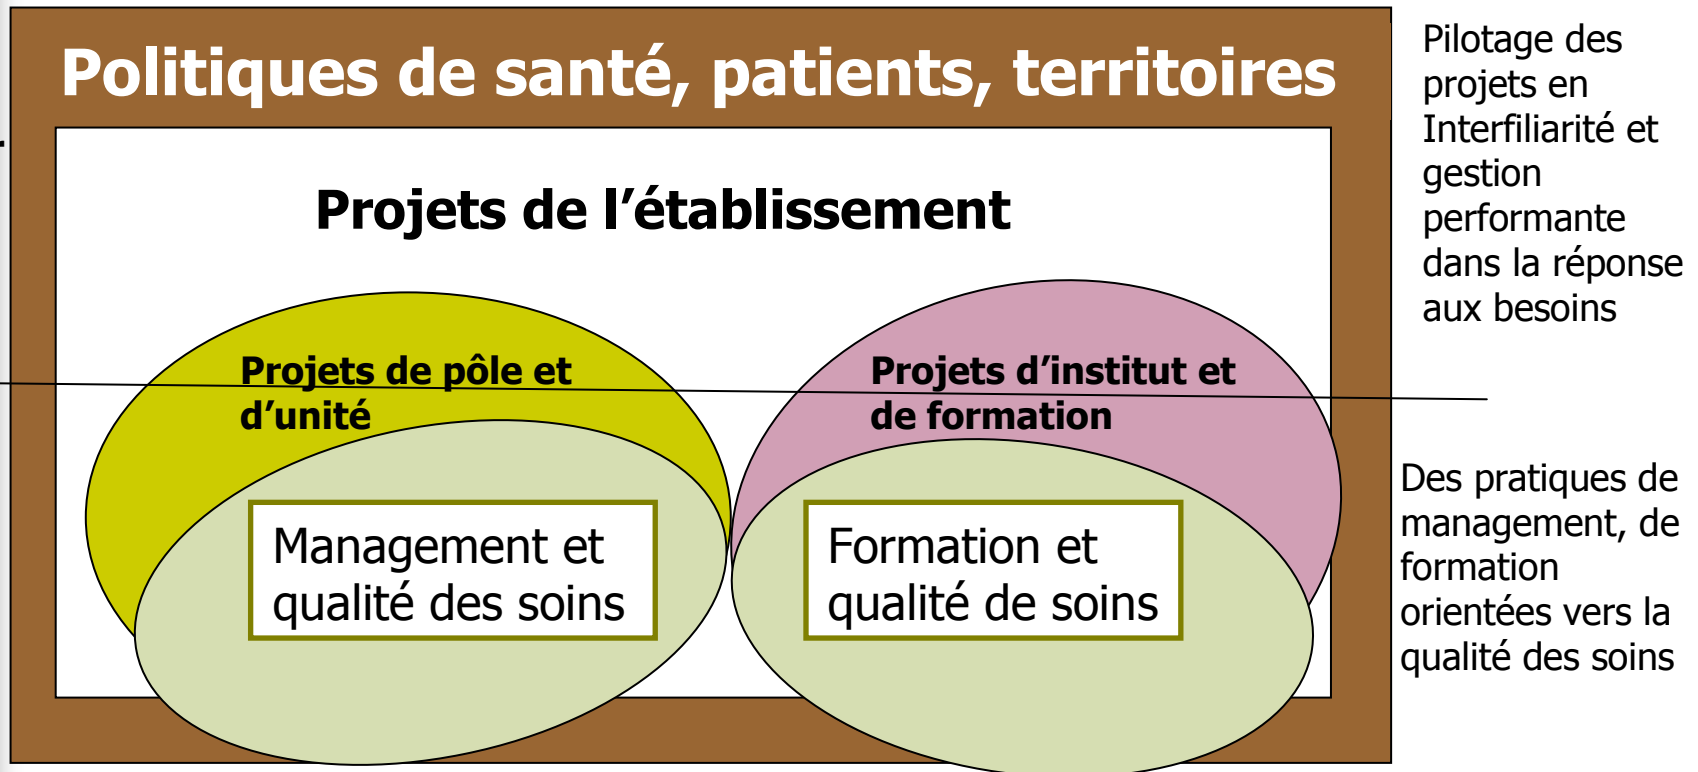 Politiques de santé, patients, territoires
Projets de l’établissement
Projets de pôle et
d’unité
Projets d’institut et
de formation
Management et
qualité des soins
Formation et
qualité de soins
Pilotage des
projets en
Interfiliarité et
gestion
performante
dans la réponse
aux besoins
Des pratiques de
management, de
formation
orientées vers la
qualité des soins